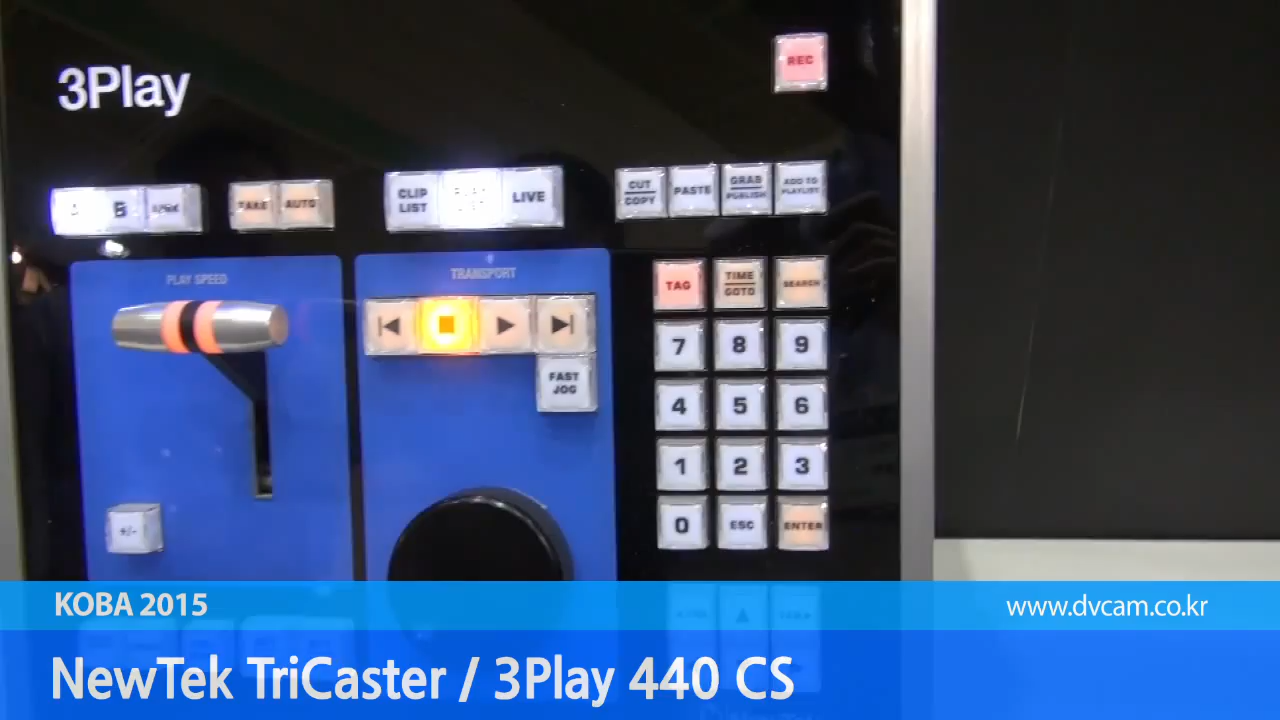 3Play
REC
A B
TAKE AUTO
CLIP LIST
PLAY LIST
LIVE
CUT COPY
PASTE
GRAB PUBLISH
ADD TO PLAYLIST
PLAY SPEED
TRANSPORT
FAST JOG
+/-
TAG
TIME GOTO
SEARCH
7 8 9
4 5 6
1 2 3
0 ESC ENTER
KOBA 2015
www.dvcam.co.kr
NewTek TriCaster / 3Play 440 CS